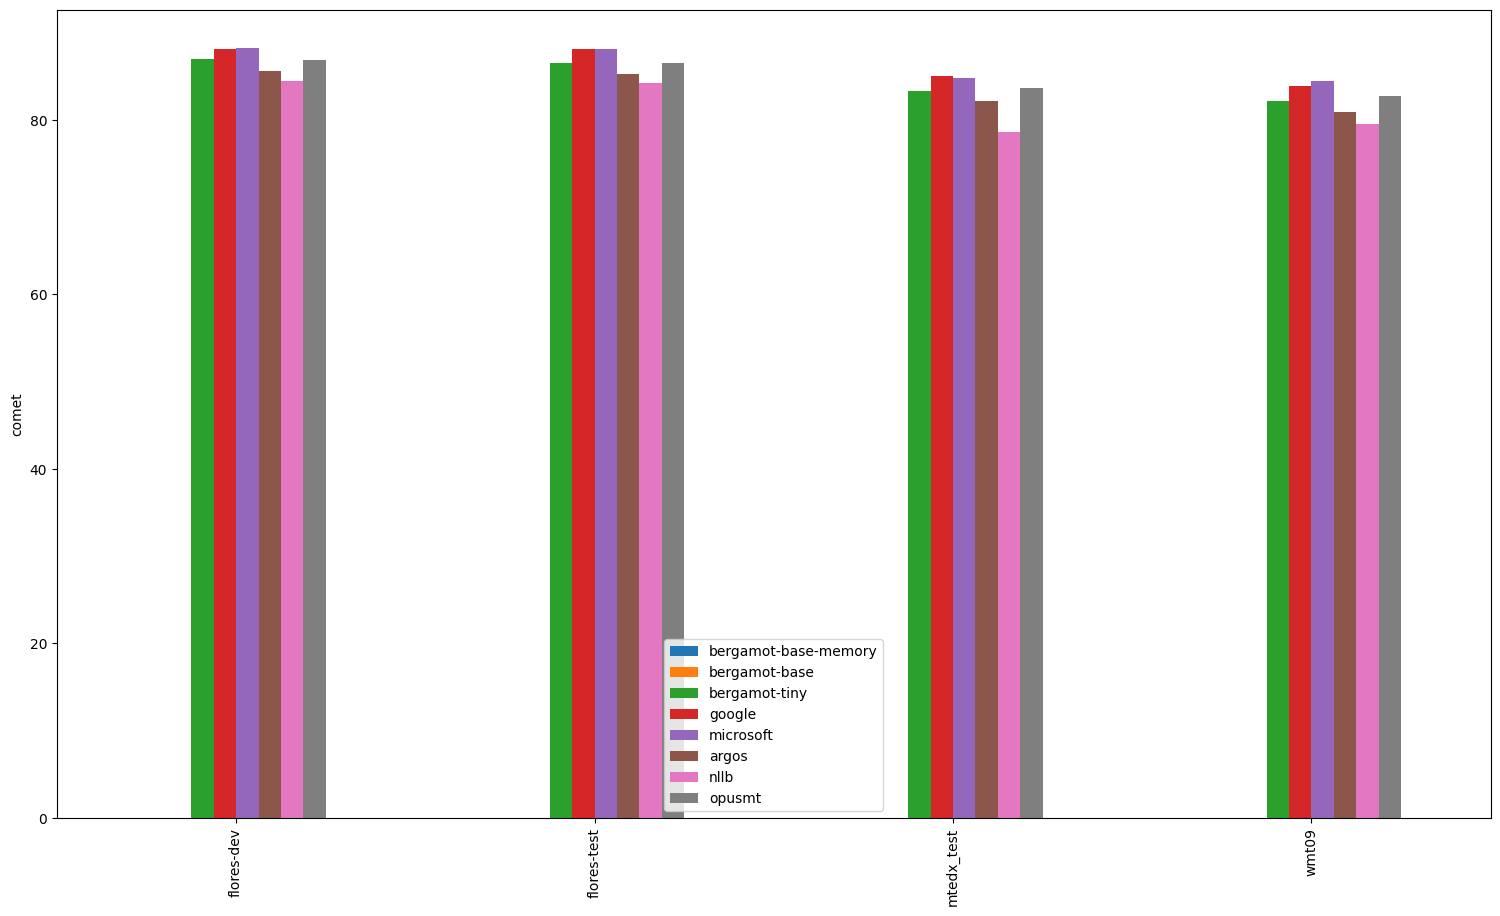 comet
80
60
40
20
0
flores-dev
flores-test
mtedx_test
wmt09
bergamot-base-memory
bergamot-base
bergamot-tiny
google
microsoft
argos
nllb
opusmt